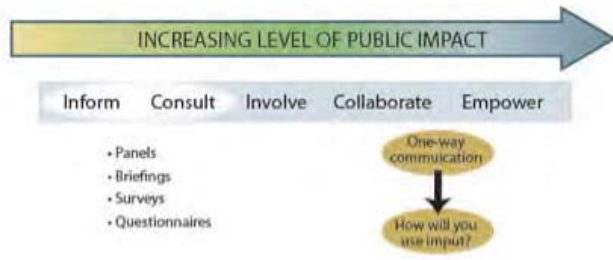 INCREASING LEVEL OF PUBLIC IMPACT
Inform Consult Involve Collaborate Empower
• Panels
• Briefings
• Surveys
• Questionnaires
One-way
commuication
How will you
use imput?